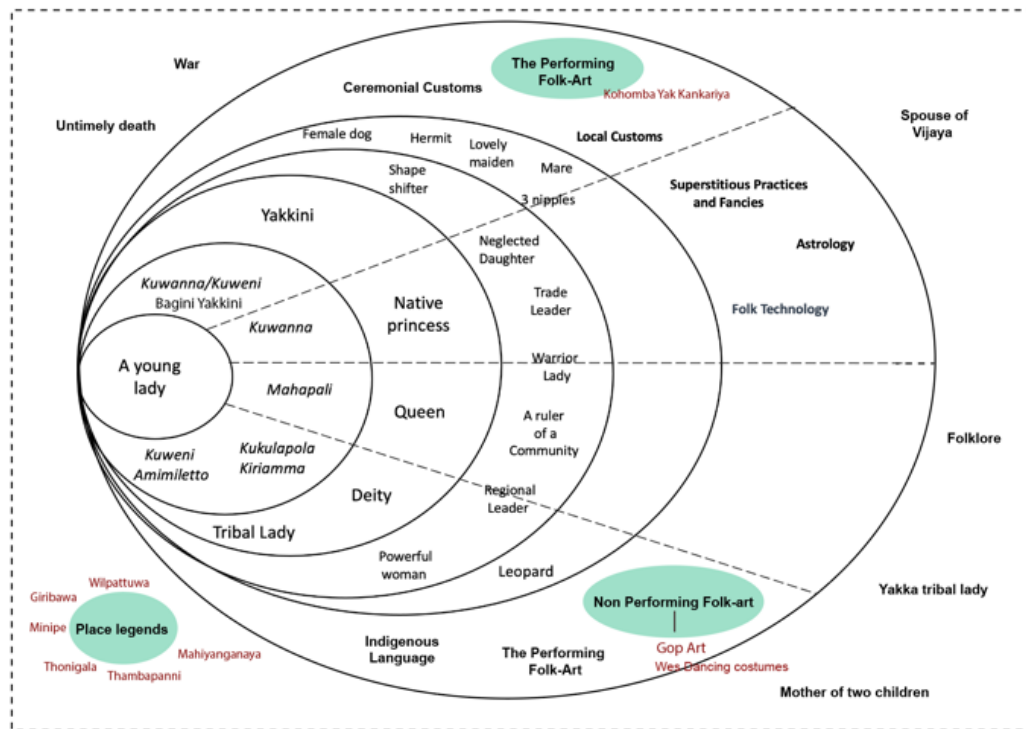 War
The Performing
Folk-Art
Kohomba Yak Kankariya
Ceremonial Customs
Untimely death
Spouse of
Vijaya
Female dog
Hermit
Lovely
maiden
Mare
Local Customs
Shape
shifter
3 nipples
Superstitious Practices
and Fancies
Yakkini
Neglected
Daughter
Astrology
Kuwanna/Kuweni
Bagini Yakkini
Kuwanna
Native
princess
Trade
Leader
Folk Technology
A young
lady
Warrior
Lady
Mahapali
Queen
A ruler
of a
Community
Folklore
Kuweni
Amimiletto
Kukulapola
Kiriamma
Deity
Regional
Leader
Tribal Lady
Powerful
woman
Leopard
Yakka tribal lady
Wilpattuwa
Giribawa
Minipe
Place legends
Mahiyanganaya
Thonigala
Thambapanni
Non Performing Folk-art
Gop Art
Wes Dancing costumes
Indigenous
Language
The Performing
Folk-Art
Mother of two children